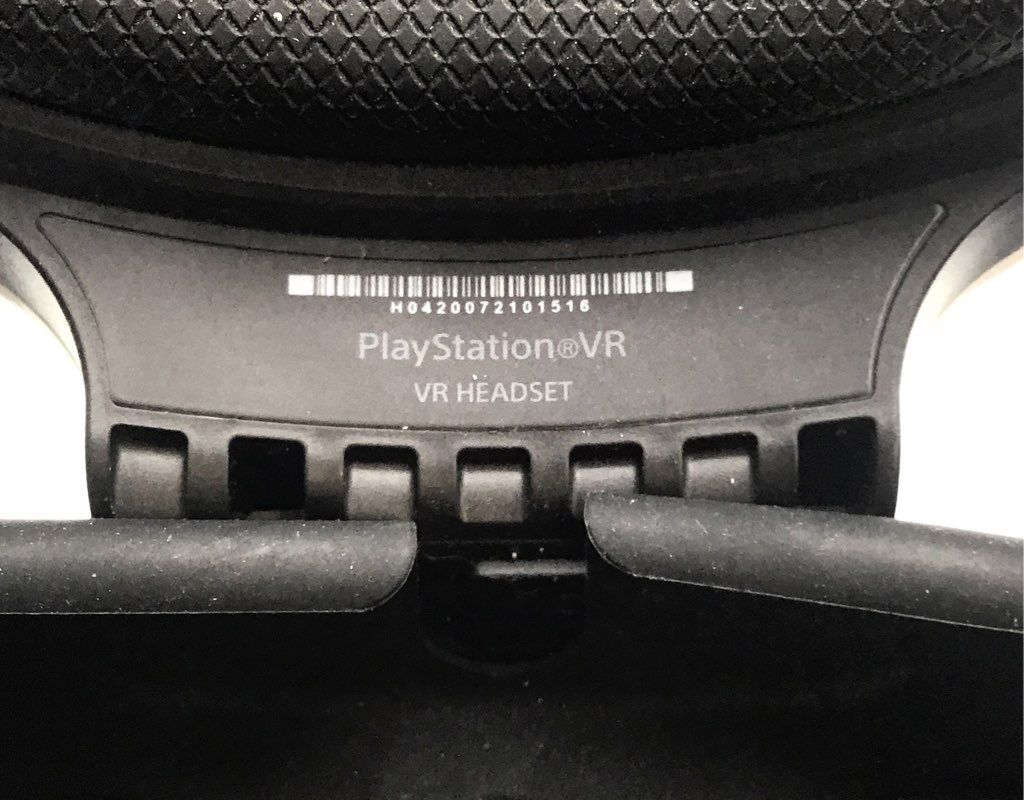 H0420072101516
PlayStation®VR
VR HEADSET